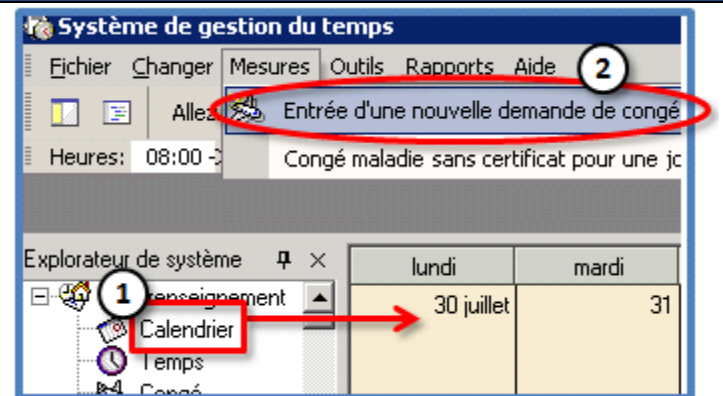 Système de gestion du temps
Fichier Changer Mesures Outils Rapports Aide 2
Allez Entrée d'une nouvelle demande de congé
Heures: 08:00 - Congé maladie sans certificat pour une jo
Explorateur de système lundi mardi
1 renseignement 30 juillet 31
Calendrier
Temps
Congé